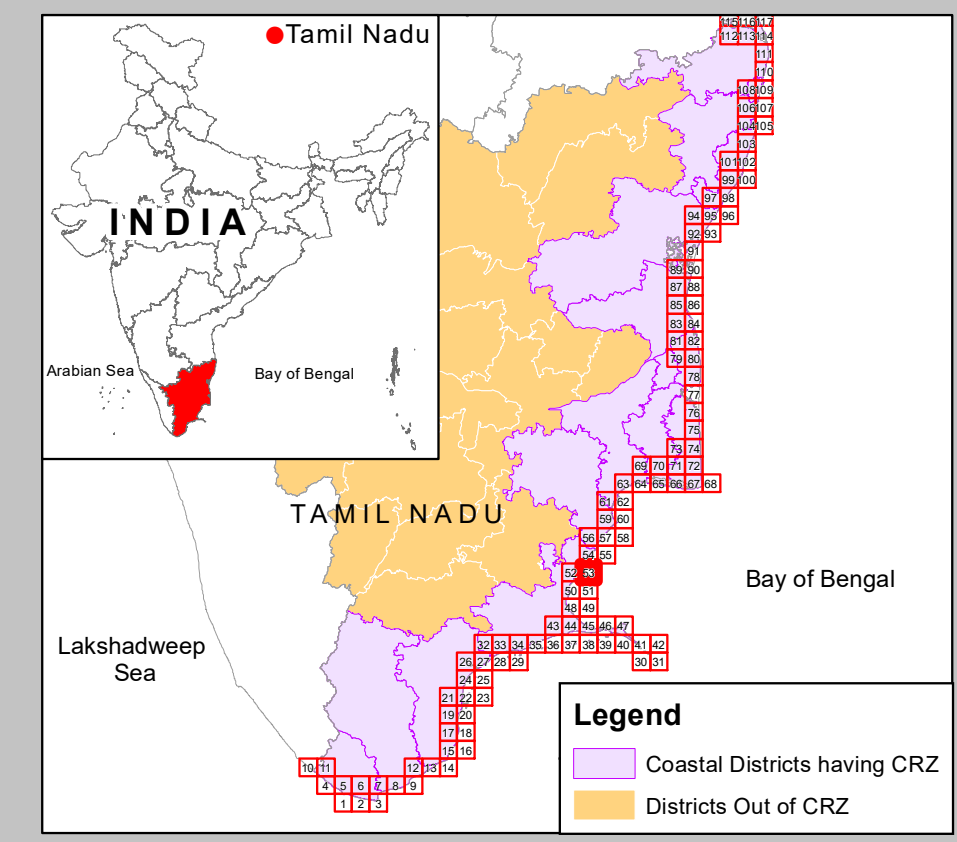 Tamil Nadu
INDIA
Arabian Sea
Bay of Bengal
115 116 117
112 113 114
111
110
108 109
106 107
104 105
103
101 102
99 100
97 98
94 95 96
92 93
91
89 90
87 88
85 86
83 84
81 82
79 80
78
77
76
75
73 74
69 70 71 72
63 64 65 66 67 68
61 62
TAMIL NADU
59 60
56 57 58
54 55
52 53
Bay of Bengal
50 51
48 49
43 44 45 46 47
32 33 34 35 36 37 38 39 40 41 42
Lakshadweep
Sea
26 27 28 29 30 31
24 25
21 22 23
19 20
17 18
15 16
10 11 12 13 14
4 5 6 7 8 9
1 2 3
Legend
Coastal Districts having CRZ
Districts Out of CRZ